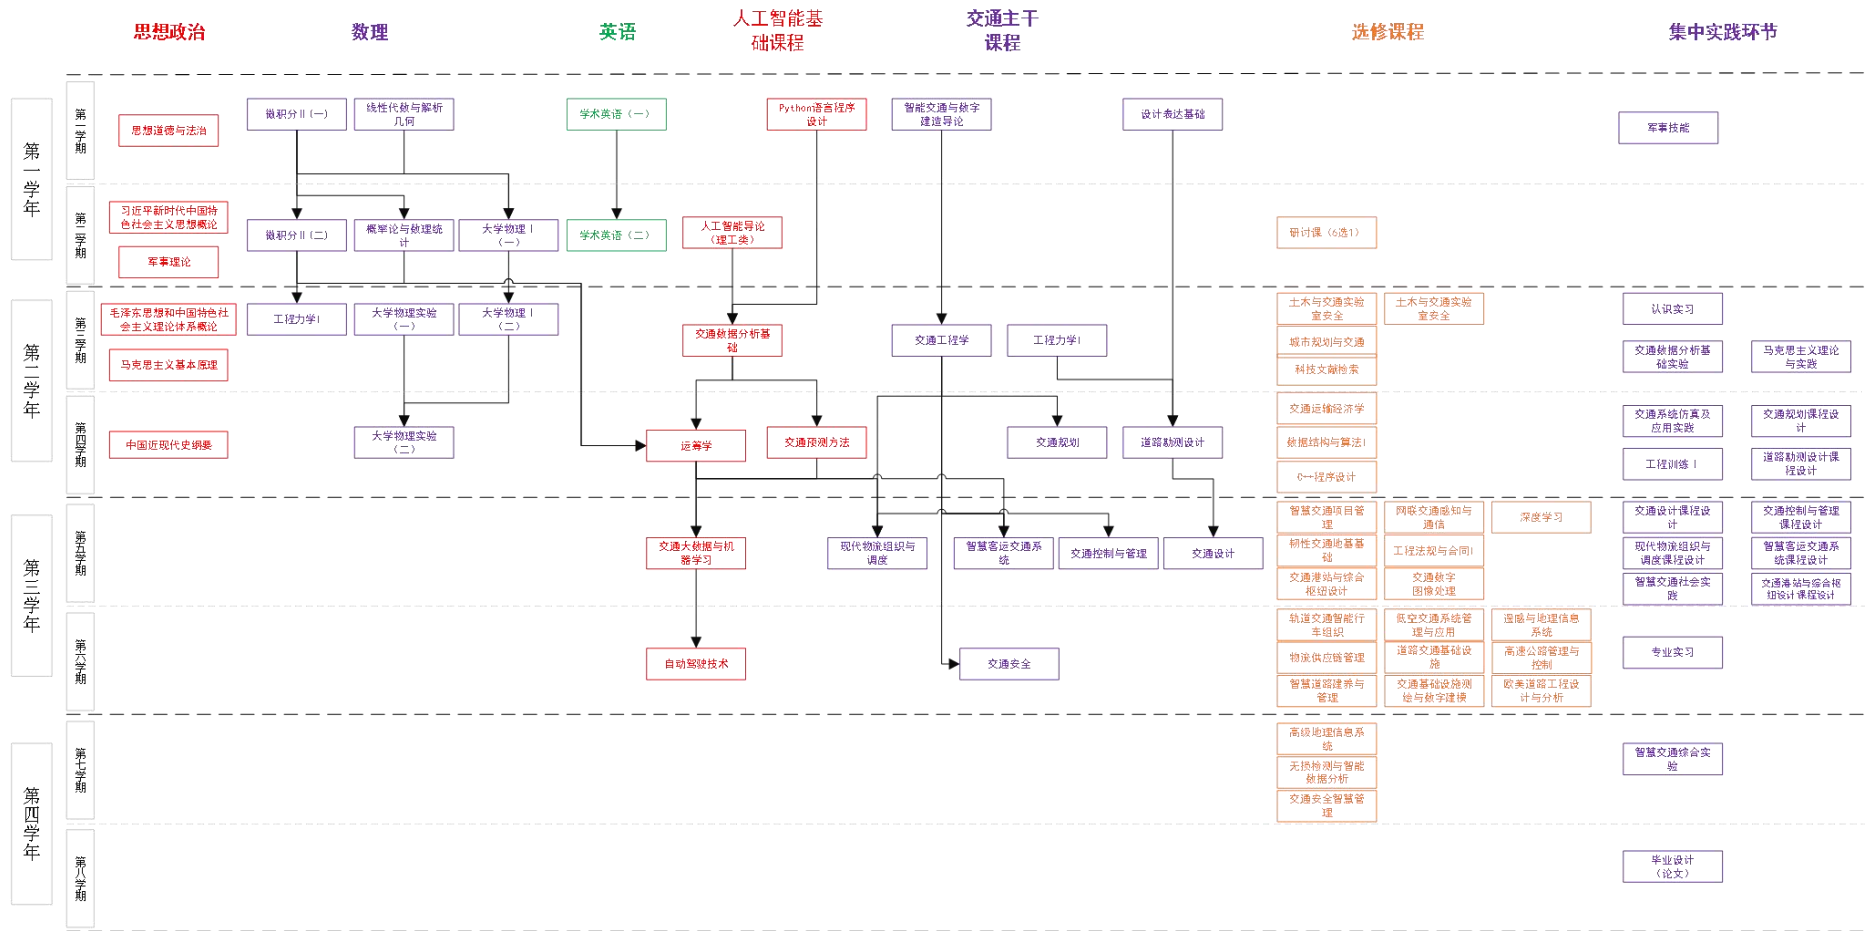 思想政治
数理
英语
人工智能基
础课程
交通主干
课程
选修课程
集中实践环节
第一学年
第一学期
思想道德与法治
微积分Ⅱ(一)
线性代数与解析
几何
学术英语（一）
Python语言程序
设计
智能交通与数字
建造导论
设计表达基础
军事技能
第二学期
习近平新时代中国特
色社会主义思想概论
军事理论
微积分Ⅱ(二)
概率论与数理统
计
大学物理Ⅰ
（一）
学术英语（二）
人工智能导论
（理工类）
研讨课（6选1）
第二学年
第三学期
毛泽东思想和中国特色社
会主义理论体系概论
马克思主义基本原理
工程力学Ⅰ
大学物理实验
（一）
大学物理Ⅰ
（二）
交通数据分析基
础
交通工程学
工程力学Ⅰ
土木与交通实验
室安全
土木与交通实验
室安全
城市规划与交通
科技文献检索
认识实习
交通数据分析基
础实验
马克思主义理论
与实践
第四学期
中国近现代史纲要
大学物理实验
（二）
运筹学
交通预测方法
交通规划
道路勘测设计
交通运输经济学
数据结构与算法Ⅰ
C++程序设计
交通系统仿真及
应用实践
交通规划课程设
计
工程训练Ⅰ
道路勘测设计课
程设计
第三学年
第五学期
交通大数据与机
器学习
现代物流组织与
调度
智慧客运交通系
统
交通控制与管理
交通设计
智慧交通项目管
理
网联交通感知与
通信
深度学习
韧性交通地基基
础
工程法规与合同Ⅰ
交通港站与综合
枢纽设计
交通数字
图像处理
交通设计课程设
计
交通控制与管理
课程设计
现代物流组织与
调度课程设计
智慧客运交通系
统课程设计
智慧交通社会实
践
交通港站与综合枢
纽设计课程设计
第六学期
自动驾驶技术
交通安全
轨道交通智能行
车组织
低空交通系统管
理与应用
遥感与地理信息
系统
物流供应链管理
道路交通基础设
施
高速公路管理与
控制
智慧道路建养与
管理
交通基础设施测
绘与数字建模
欧美道路工程设
计与分析
专业实习
第四学年
第七学期
高级地理信息系
统
无损检测与智能
数据分析
交通安全智慧管
理
智慧交通综合实
验
第八学期
毕业设计
（论文）